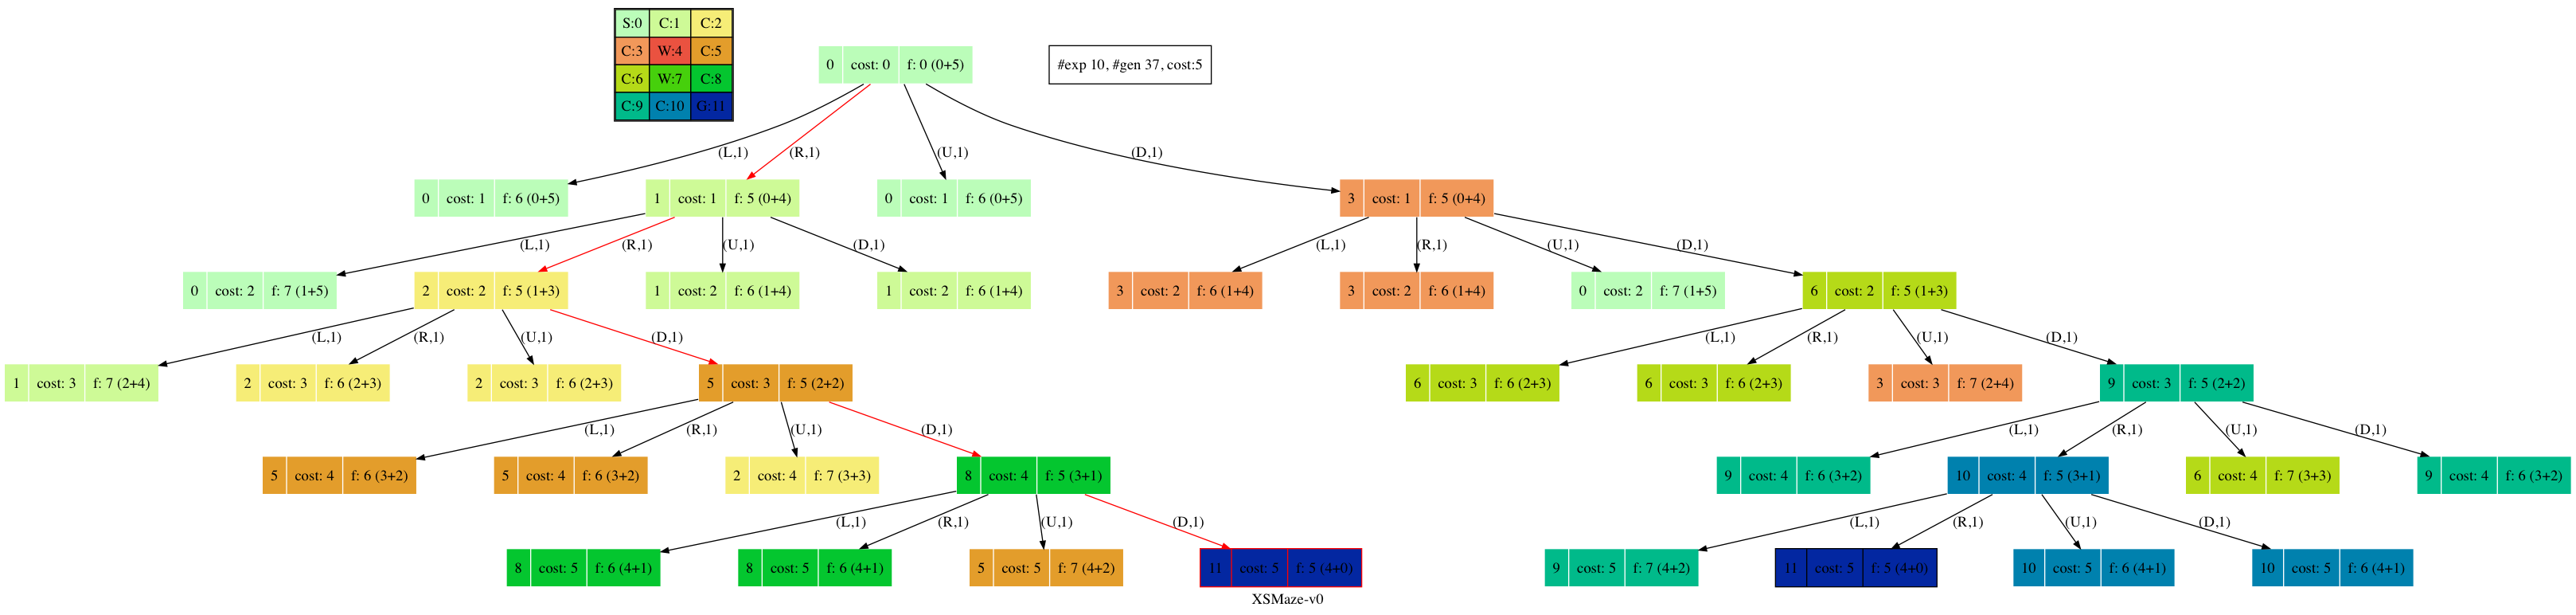 S:0 C:1 C:2
C:3 W:4 C:5
C:6 W:7 C:8
C:9 C:10 G:11
0 cost: 0 f: 0 (0+5)
#exp 10, #gen 37, cost:5
(L,1) (R,1) (U,1) (D,1)
0 cost: 1 f: 6 (0+5)
1 cost: 1 f: 5 (0+4)
0 cost: 1 f: 6 (0+5)
3 cost: 1 f: 5 (0+4)
(L,1) (R,1) (U,1) (D,1) (L,1) (R,1) (U,1) (D,1)
0 cost: 2 f: 7 (1+5)
2 cost: 2 f: 5 (1+3)
1 cost: 2 f: 6 (1+4)
1 cost: 2 f: 6 (1+4)
3 cost: 2 f: 6 (1+4)
3 cost: 2 f: 6 (1+4)
0 cost: 2 f: 7 (1+5)
6 cost: 2 f: 5 (1+3)
(L,1) (R,1) (U,1) (D,1) (L,1) (R,1) (U,1) (D,1)
1 cost: 3 f: 7 (2+4)
2 cost: 3 f: 6 (2+3)
2 cost: 3 f: 6 (2+3)
5 cost: 3 f: 5 (2+2)
6 cost: 3 f: 6 (2+3)
6 cost: 3 f: 6 (2+3)
3 cost: 3 f: 7 (2+4)
9 cost: 3 f: 5 (2+2)
(L,1) (R,1) (U,1) (D,1) (L,1) (R,1) (U,1) (D,1)
5 cost: 4 f: 6 (3+2)
5 cost: 4 f: 6 (3+2)
2 cost: 4 f: 7 (3+3)
8 cost: 4 f: 5 (3+1)
9 cost: 4 f: 6 (3+2)
10 cost: 4 f: 5 (3+1)
6 cost: 4 f: 7 (3+3)
9 cost: 4 f: 6 (3+2)
(L,1) (R,1) (U,1) (D,1) (L,1) (R,1) (U,1) (D,1)
8 cost: 5 f: 6 (4+1)
8 cost: 5 f: 6 (4+1)
5 cost: 5 f: 7 (4+2)
11 cost: 5 f: 5 (4+0)
9 cost: 5 f: 7 (4+2)
11 cost: 5 f: 5 (4+0)
10 cost: 5 f: 6 (4+1)
10 cost: 5 f: 6 (4+1)
XSMaze-v0